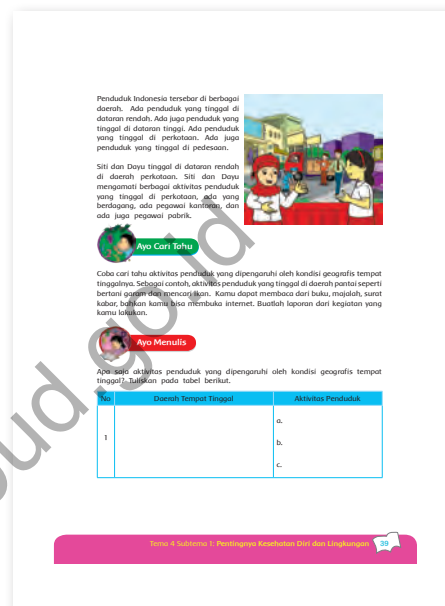 Penduduk Indonesia tersebar di berbagai
daerah. Ada penduduk yang tinggal di
dataran rendah. Ada juga penduduk yang
tinggal di dataran tinggi. Ada penduduk
yang tinggal di perkotaan. Ada juga
penduduk yang tinggal di pedesaan.
Siti dan Dayu tinggal di dataran rendah
di daerah perkotaan. Siti dan Dayu
mengamati berbagai aktivitas penduduk
yang tinggal di perkotaan, ada yang
berdagang, ada pegawai kantoran, dan
ada juga pegawai pabrik.
Ayo Cari Tahu
Coba cari tahu aktivitas penduduk yang dipengaruhi oleh kondisi geografis tempat
tinggalnya. Sebagai contoh, aktivitas penduduk yang tinggal di daerah pantai seperti
bertani garam dan mencari ikan. Kamu dapat membaca dari buku, majalah, surat
kabar, bahkan kamu bisa membuka internet. Buatlah laporan dari kegiatan yang
kamu lakukan.
Ayo Menulis
Apa saja aktivitas penduduk yang dipengaruhi oleh kondisi geografis tempat
tinggal? Tuliskan pada tabel berikut.
No Daerah Tempat Tinggal Aktivitas Penduduk
a.
1
b.
c.
Tema 4 Subtema 1: Pentingnya Kesehatan Diri dan Lingkungan 39
oud.go.id